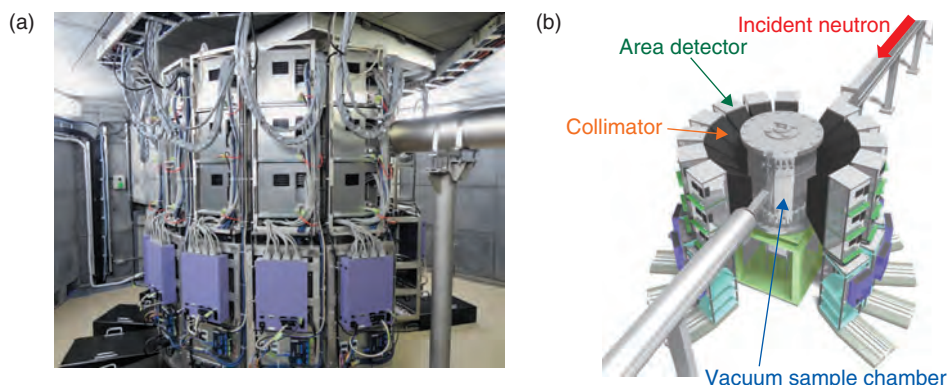 (a)
(b)
Incident neutron
Area detector
Collimator
Vacuum sample chamber